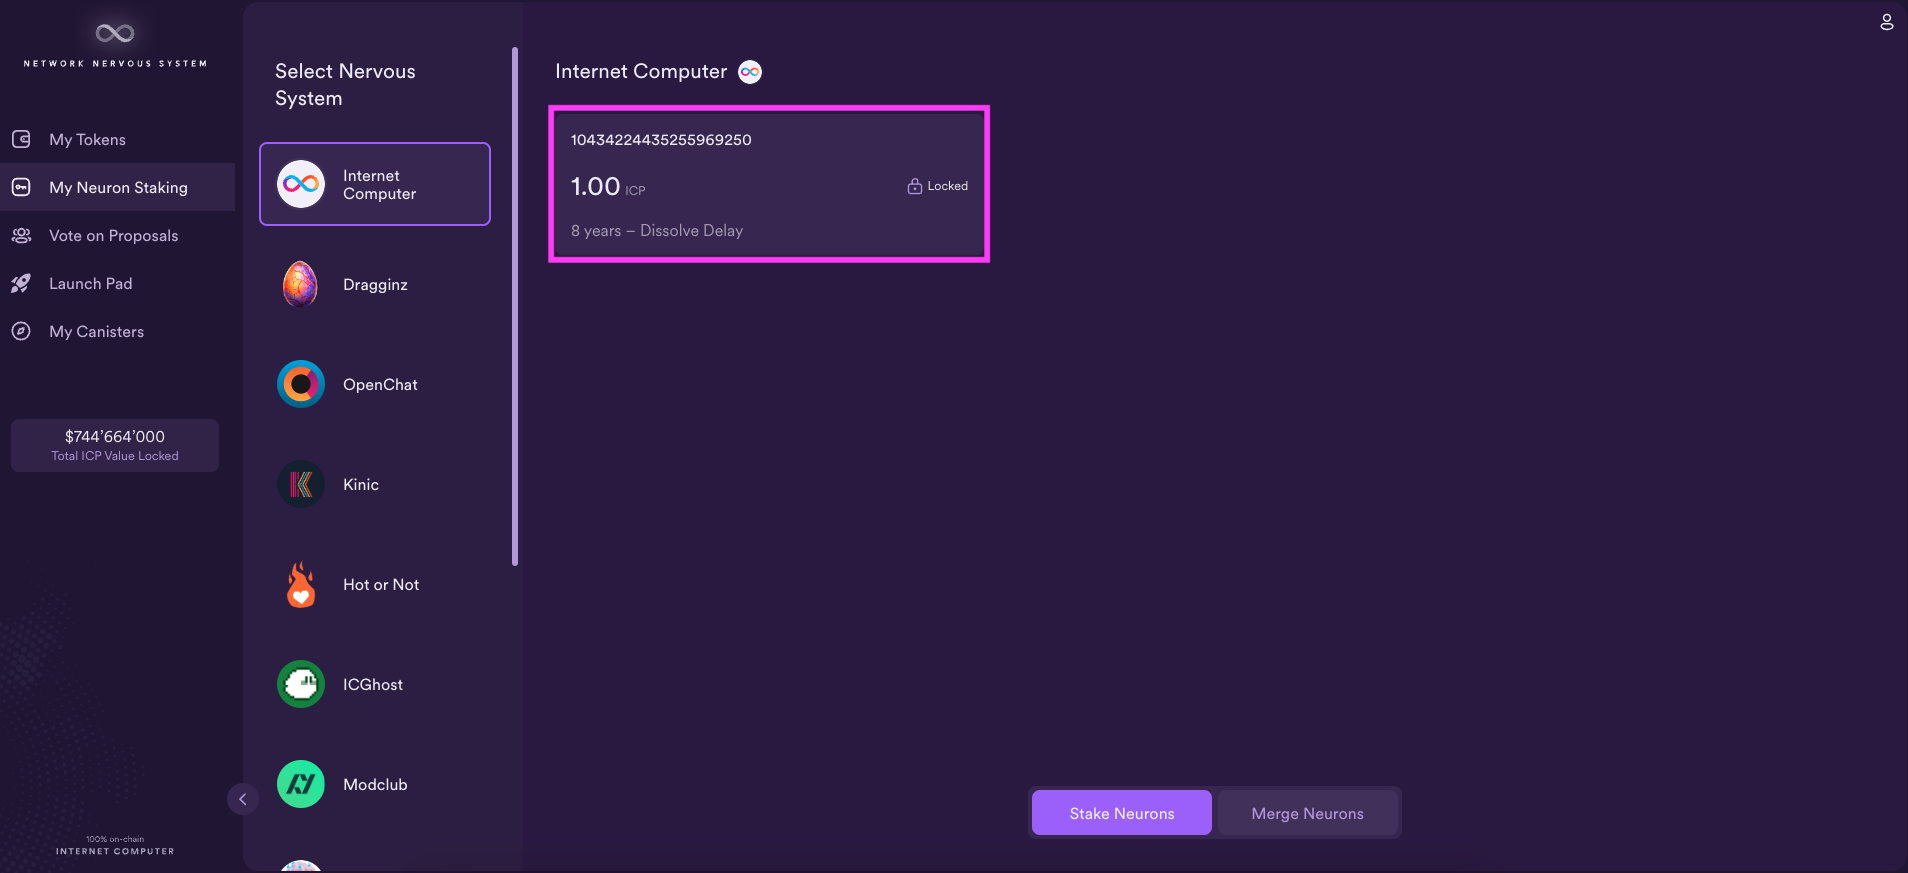 NETWORK NERVOUS SYSTEM
My Tokens
My Neuron Staking
Vote on Proposals
Launch Pad
My Canisters
$744’664’000
Total ICP Value Locked
100% on-chain
INTERNET COMPUTER
Select Nervous
System
Internet
Computer
Dragginz
OpenChat
Kinic
Hot or Not
ICGhost
Modclub
Internet Computer
10434224435255969250
1.00 ICP
Locked
8 years – Dissolve Delay
Stake Neurons
Merge Neurons